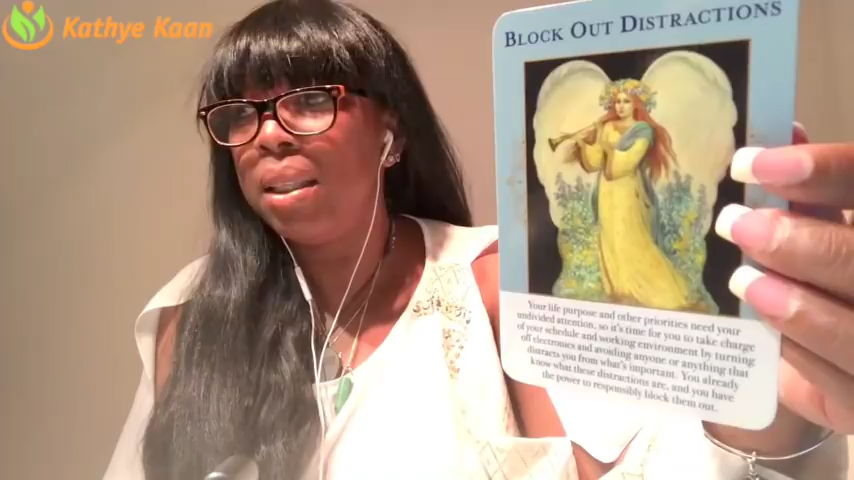 Kathye Kaan
BLOCK OUT DISTRACTIONS
Your life purpose and other priorities need your
undivided attention, so it's time for you to take charge
of your schedule and working environment by turning
off electronics and avoiding anyone or anything that
distracts you from what's important. You already
know what these distractions are, and you have
the power to responsibly block them out.